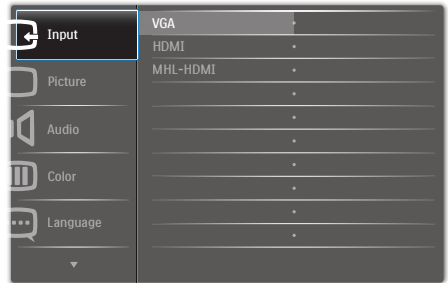 Input
Picture
Audio
Color
Language
VGA
HDMI
MHL-HDMI